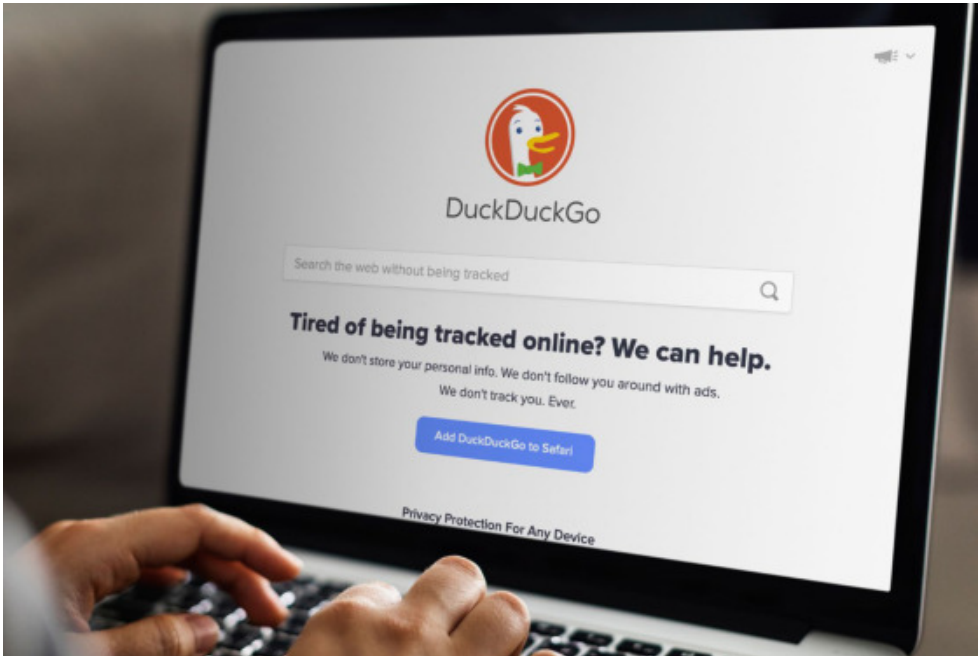 DuckDuckGo
Search the web without being tracked
Tired of being tracked online? We can help.
We don't store your personal info. We don't follow you around with ads.
We don't track you. Ever.
Add DuckDuckGo to Safari
Privacy Protection For Any Device